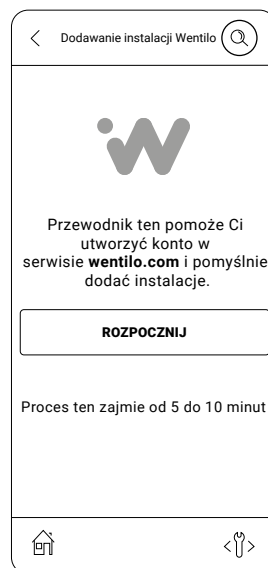 Dodawanie instalacji Wentilo
Przewodnik ten pomoże Ci
utworzyć konto w
serwisie wentilo.com i pomyślnie
dodać instalacje.
ROZPOCZNIJ
Proces ten zajmie od 5 do 10 minut